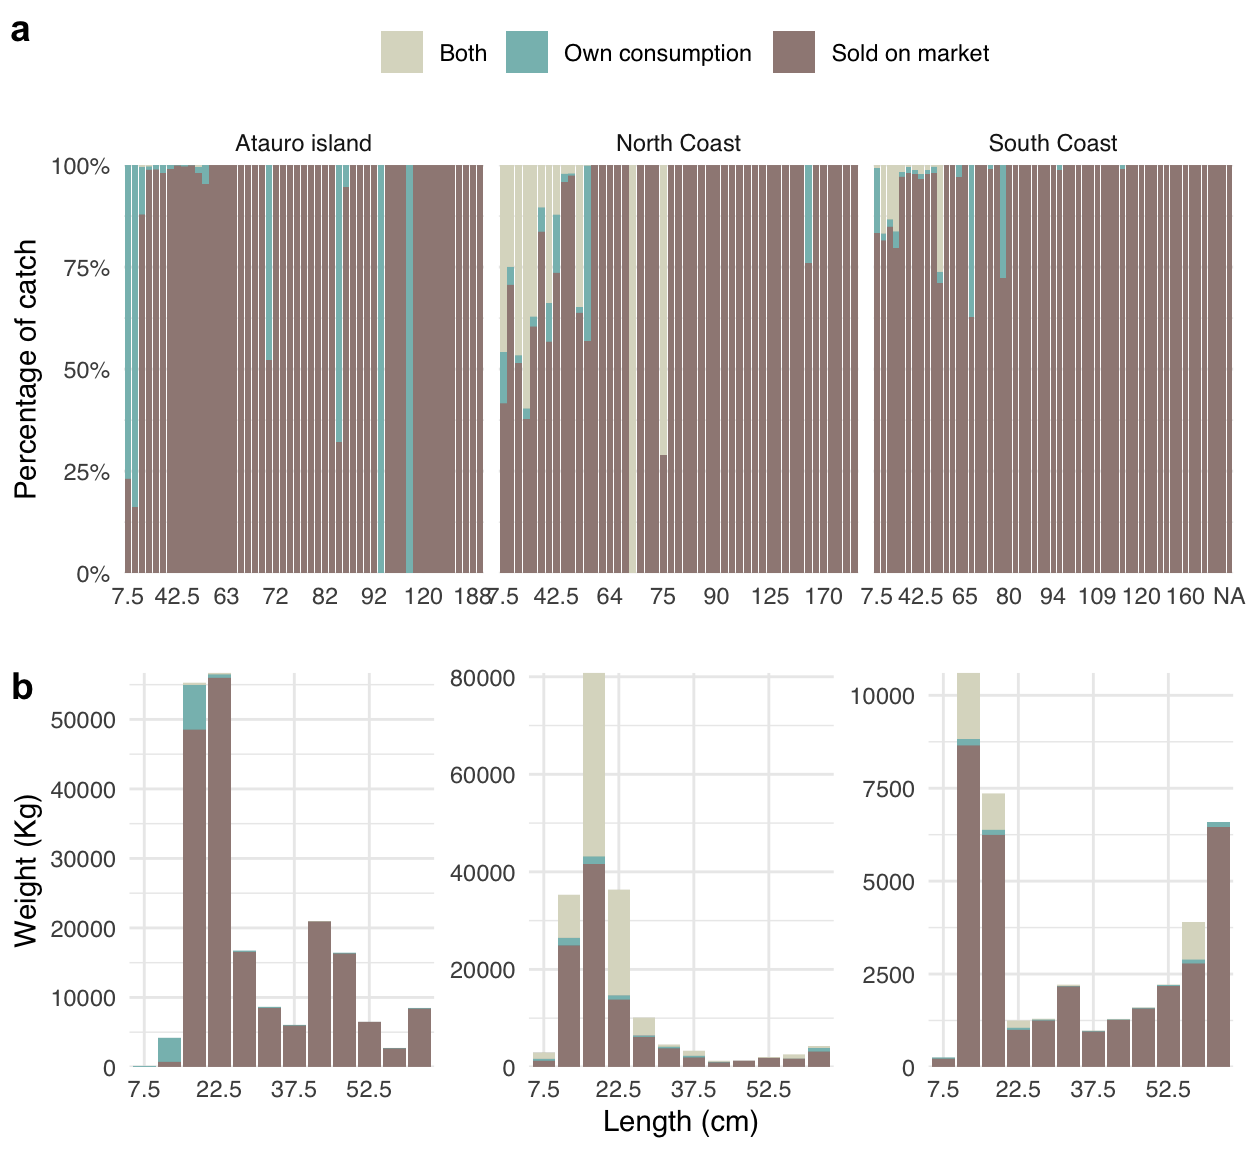 a
Both Own consumption Sold on market
Atauro island North Coast South Coast
Percentage of catch
100%
75%
50%
25%
0%
7.5 42.5 63 72 82 92 120 188 7.5 42.5 64 75 90 125 170 7.5 42.5 65 80 94 109 120 160 NA
b
Weight (Kg)
50000
40000
30000
20000
10000
0
80000
60000
40000
20000
0
10000
7500
5000
2500
0
7.5 22.5 37.5 52.5 7.5 22.5 37.5 52.5 7.5 22.5 37.5 52.5
Length (cm)